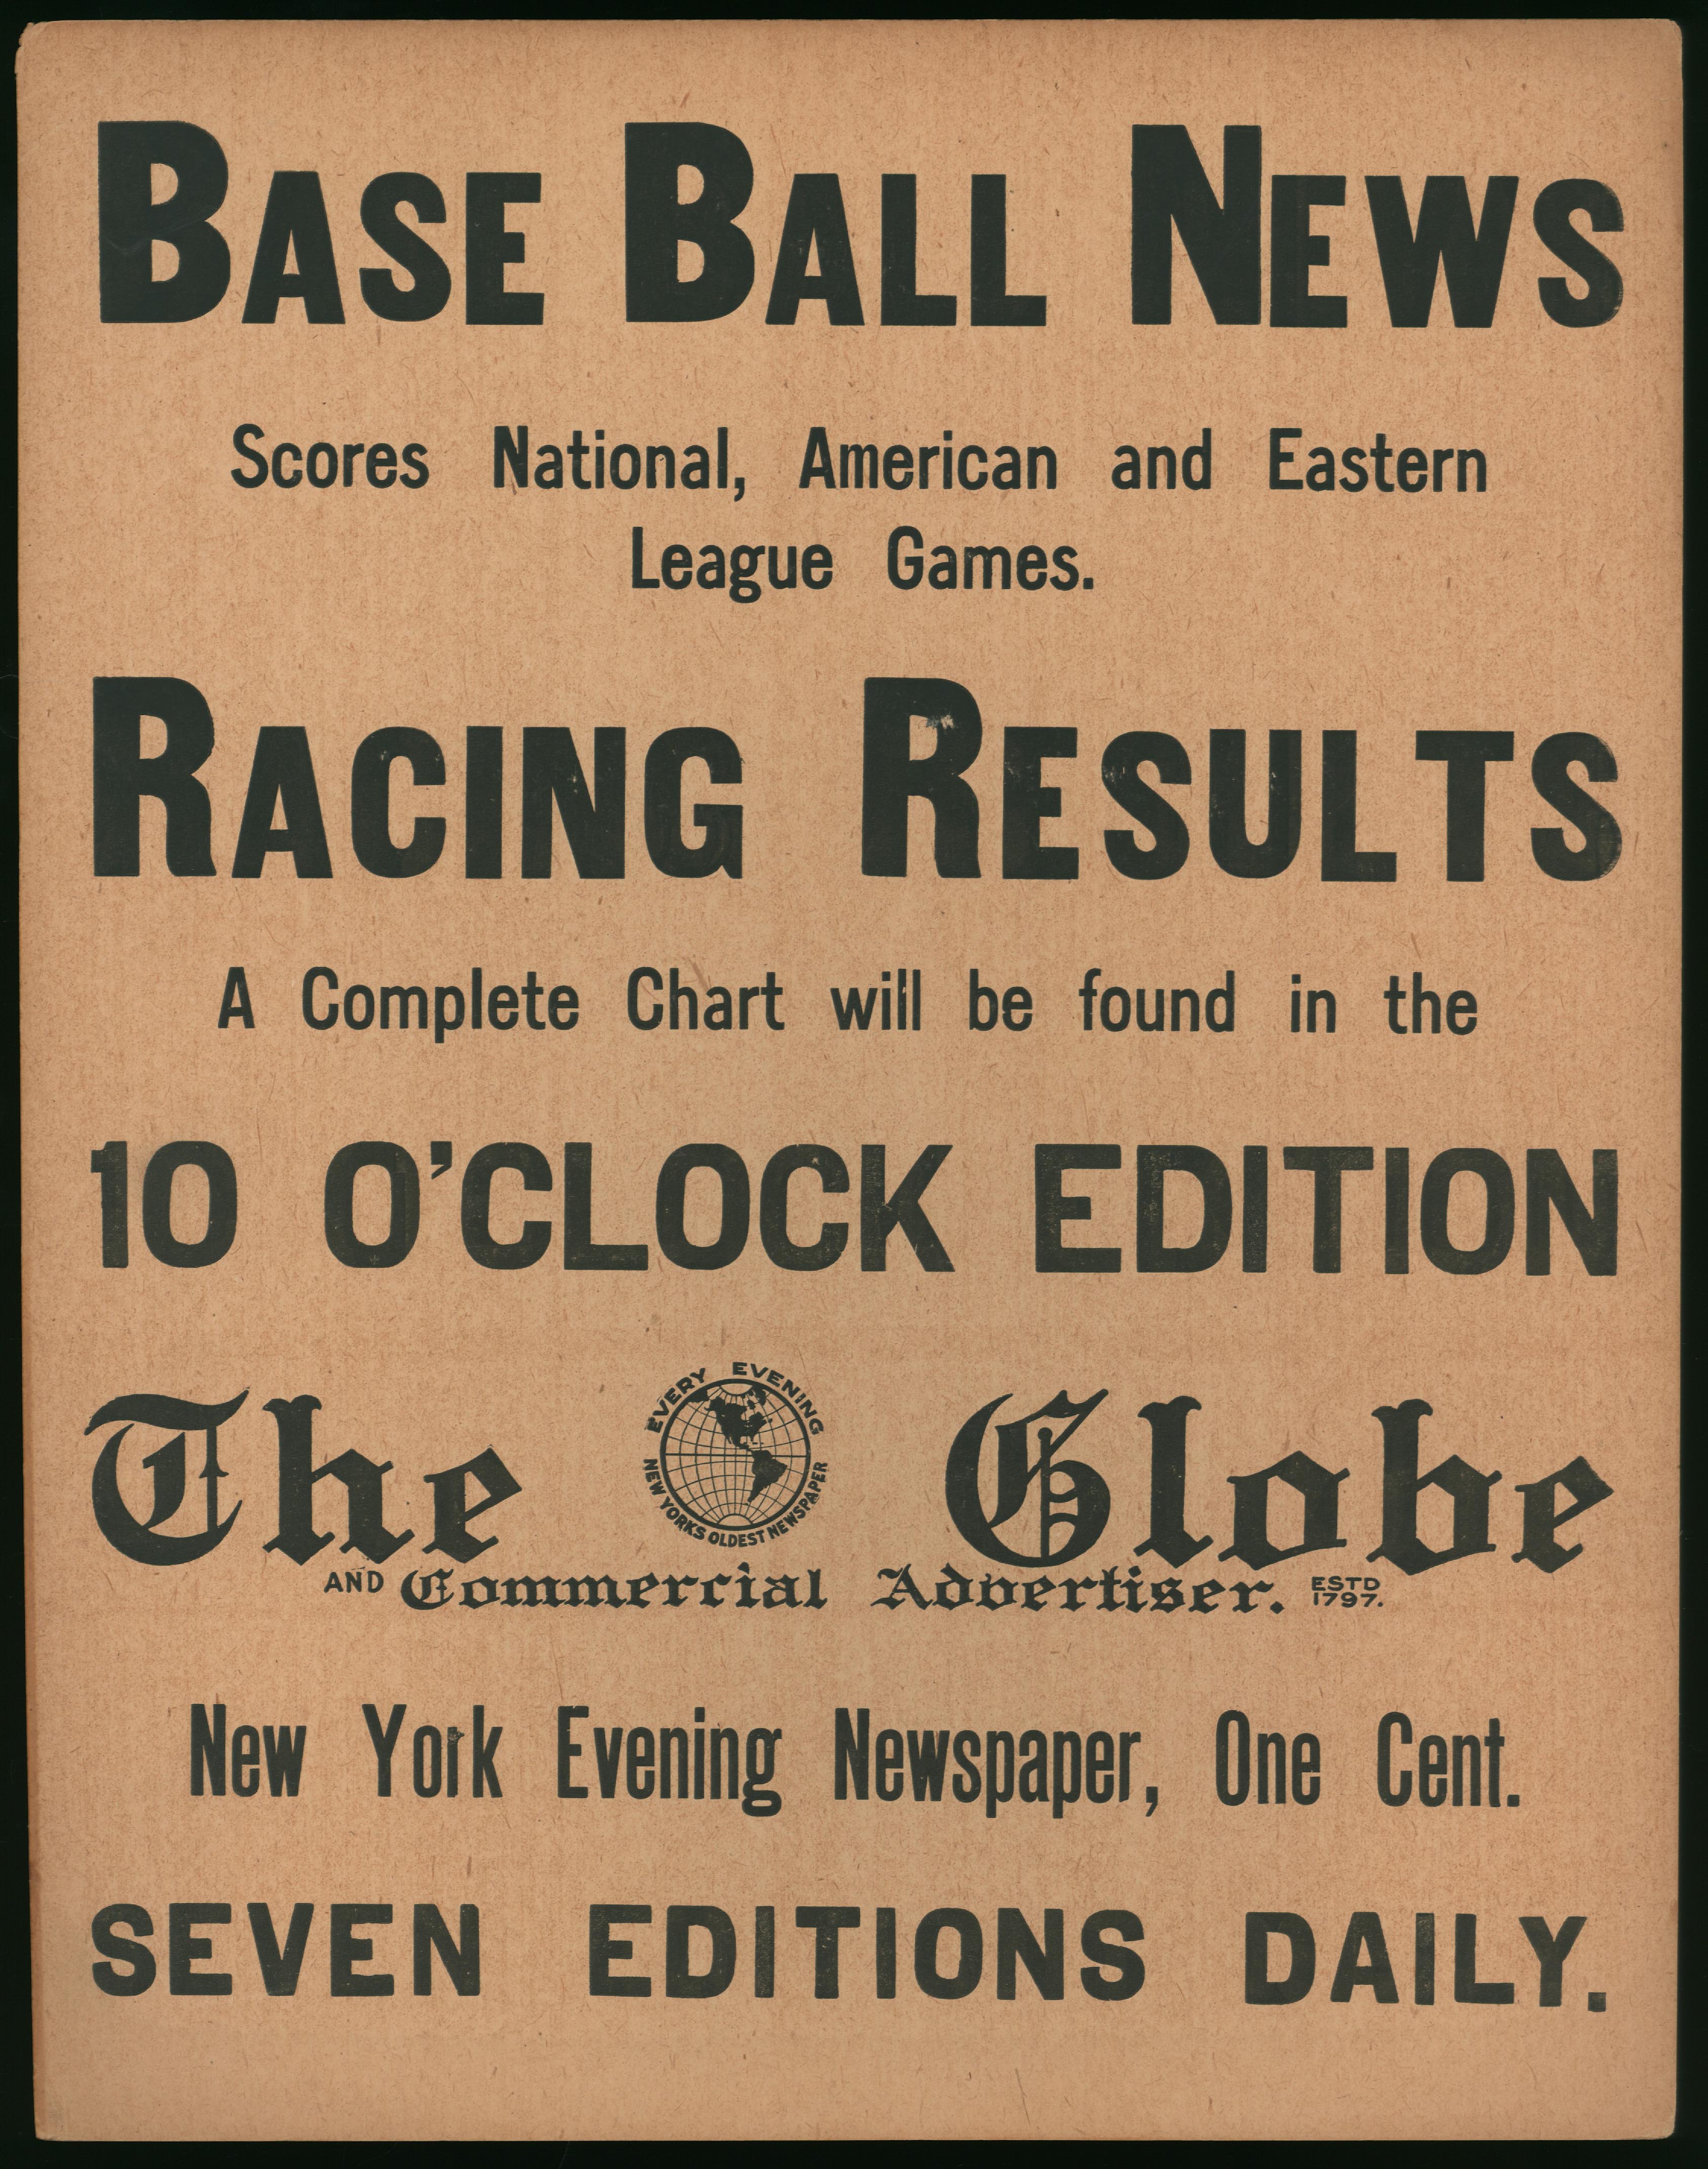 BASE BALL NEWS
Scores National, American and Eastern
League Games.
RACING RESULTS
A Complete Chart will be found in the
10 O'CLOCK EDITION
The Globe
EVERY EVENING
NEW YORKS OLDEST NEWSPAPER
AND Commercial Advertiser. ESTD 1797.
New York Evening Newspaper, One Cent.
SEVEN EDITIONS DAILY.